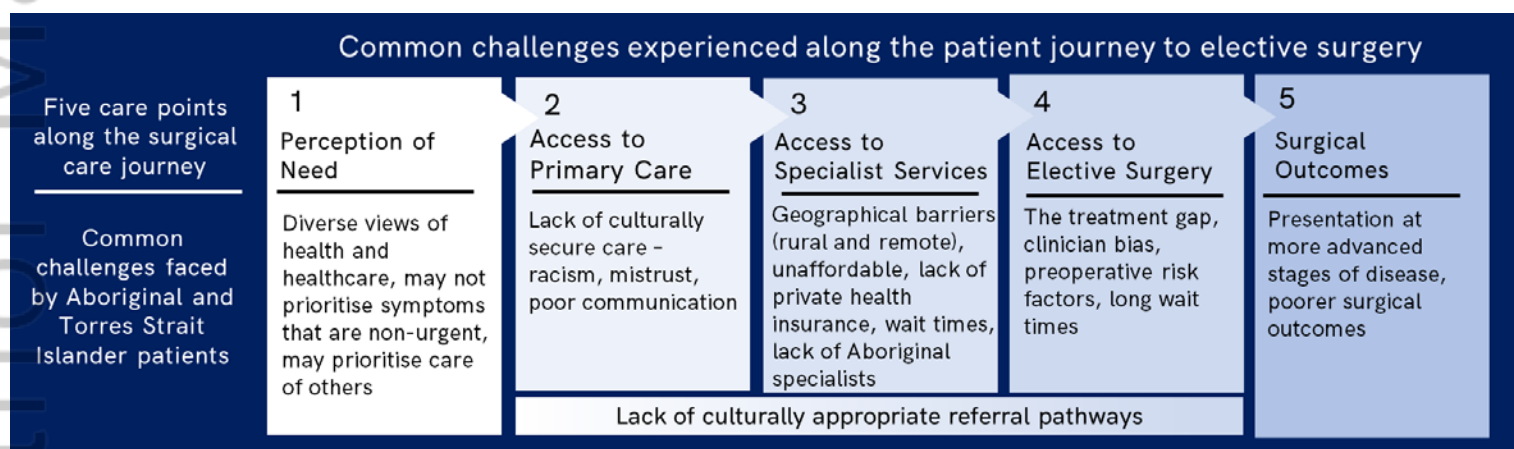 Common challenges experienced along the patient journey to elective surgery
Five care points
along the surgical
care journey
Common
challenges faced
by Aboriginal and
Torres Strait
Islander patients
1
Perception of
Need
Diverse views of
health and
healthcare, may not
prioritise symptoms
that are non-urgent,
may prioritise care
of others
2
Access to
Primary Care
Lack of culturally
secure care –
racism, mistrust,
poor communication
3
Access to
Specialist Services
Geographical barriers
(rural and remote),
unaffordable, lack of
private health
insurance, wait times,
lack of Aboriginal
specialists
4
Access to
Elective Surgery
The treatment gap,
clinician bias,
preoperative risk
factors, long wait
times
5
Surgical
Outcomes
Presentation at
more advanced
stages of disease,
poorer surgical
outcomes
Lack of culturally appropriate referral pathways